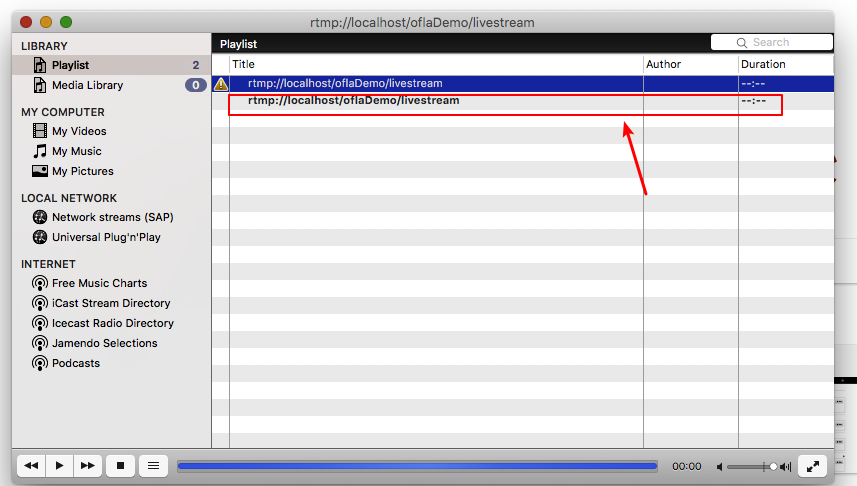 rtmp://localhost/oflaDemo/livestream
LIBRARY
Playlist 2
Media Library 0
MY COMPUTER
My Videos
My Music
My Pictures
LOCAL NETWORK
Network streams (SAP)
Universal Plug'n'Play
INTERNET
Free Music Charts
iCast Stream Directory
Icecast Radio Directory
Jamendo Selections
Podcasts
Playlist
Search
Title Author Duration
rtmp://localhost/oflaDemo/livestream --:--
rtmp://localhost/oflaDemo/livestream --:--
00:00